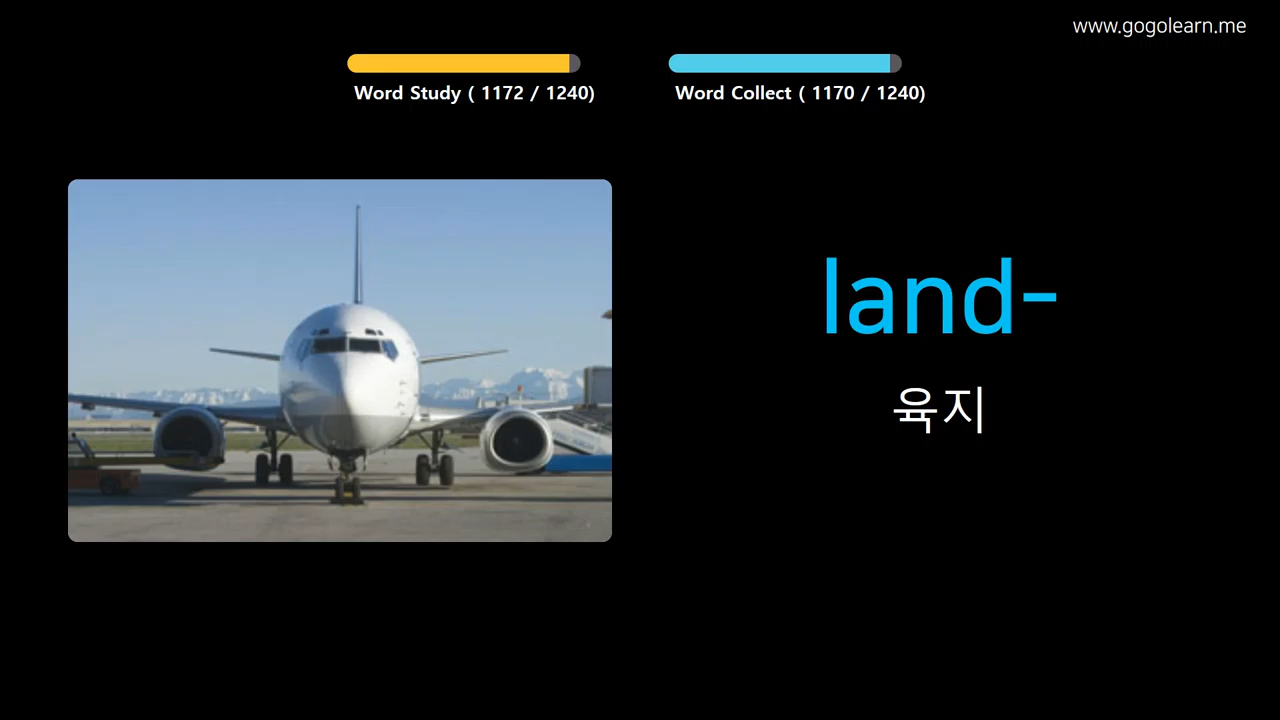 www.gogolearn.me
Word Study ( 1172 / 1240)
Word Collect ( 1170 / 1240)
land-
육지